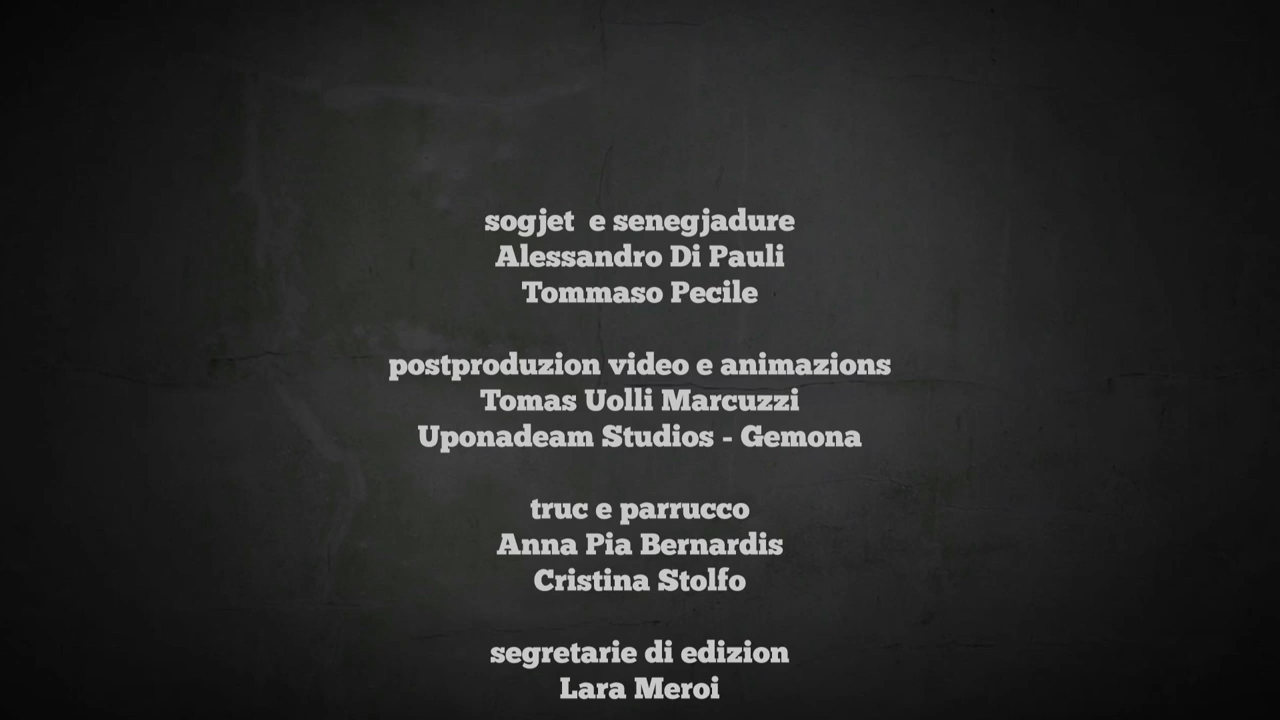 sogjet e senegjadure
Alessandro Di Pauli
Tommaso Pecile
postproduzion video e animazions
Tomas Uolli Marcuzzi
Uponadeam Studios - Gemona
truc e parrucco
Anna Pia Bernardis
Cristina Stolfo
segretarie di edizion
Lara Meroi